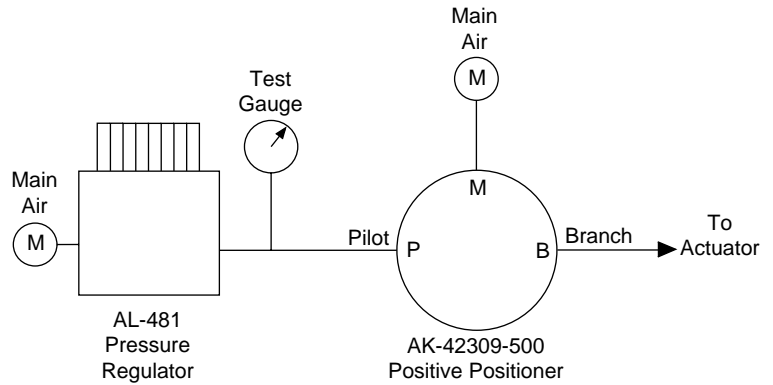 Main
Air
M
Test
Gauge
Main
Air
M
Pilot
P
M
B
Branch
To
Actuator
AL-481
Pressure
Regulator
AK-42309-500
Positive Positioner